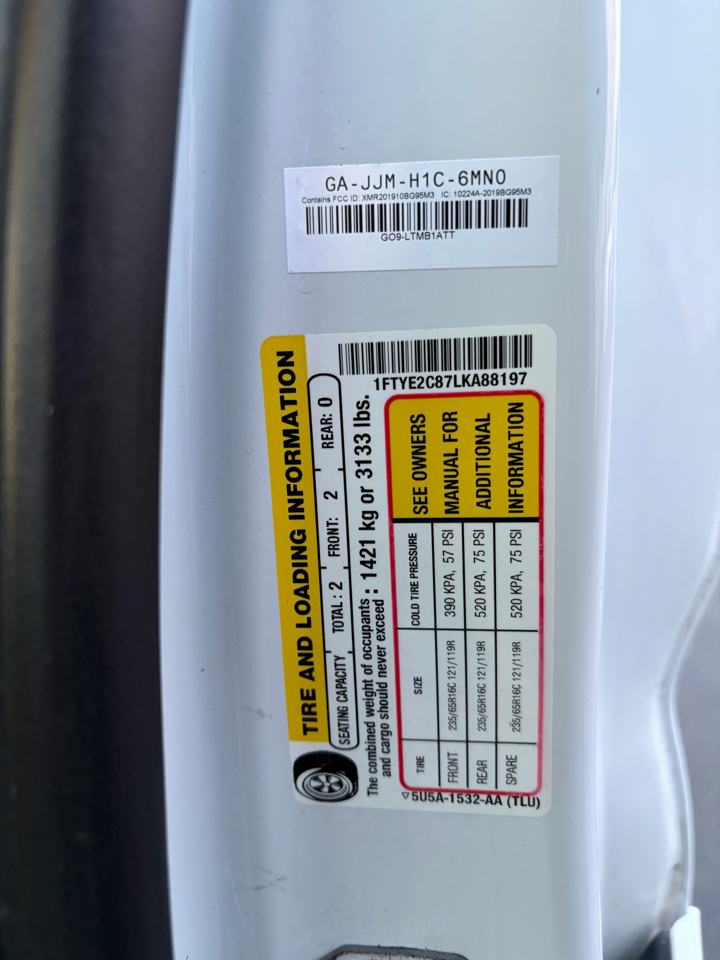 GA-JJM-H1C-6MN0
Contains FCC ID: XMR201910BG95M3 IC: 10224A-2019BG95M3
GO9-LTMB1ATT
1FTYE2C87LKA88197
TIRE AND LOADING INFORMATION
SEATING CAPACITY TOTAL : 2 FRONT: 2 REAR: 0
The combined weight of occupants : 1421 kg or 3133 lbs.
and cargo should never exceed
TIRE SIZE COLD TIRE PRESSURE SEE OWNERS
FRONT 235/65R16C 121/119R 390 KPA, 57 PSI MANUAL FOR
REAR 235/65R16C 121/119R 520 KPA, 75 PSI ADDITIONAL
SPARE 235/65R16C 121/119R 520 KPA, 75 PSI INFORMATION
5U5A-1532-AA (TLU)